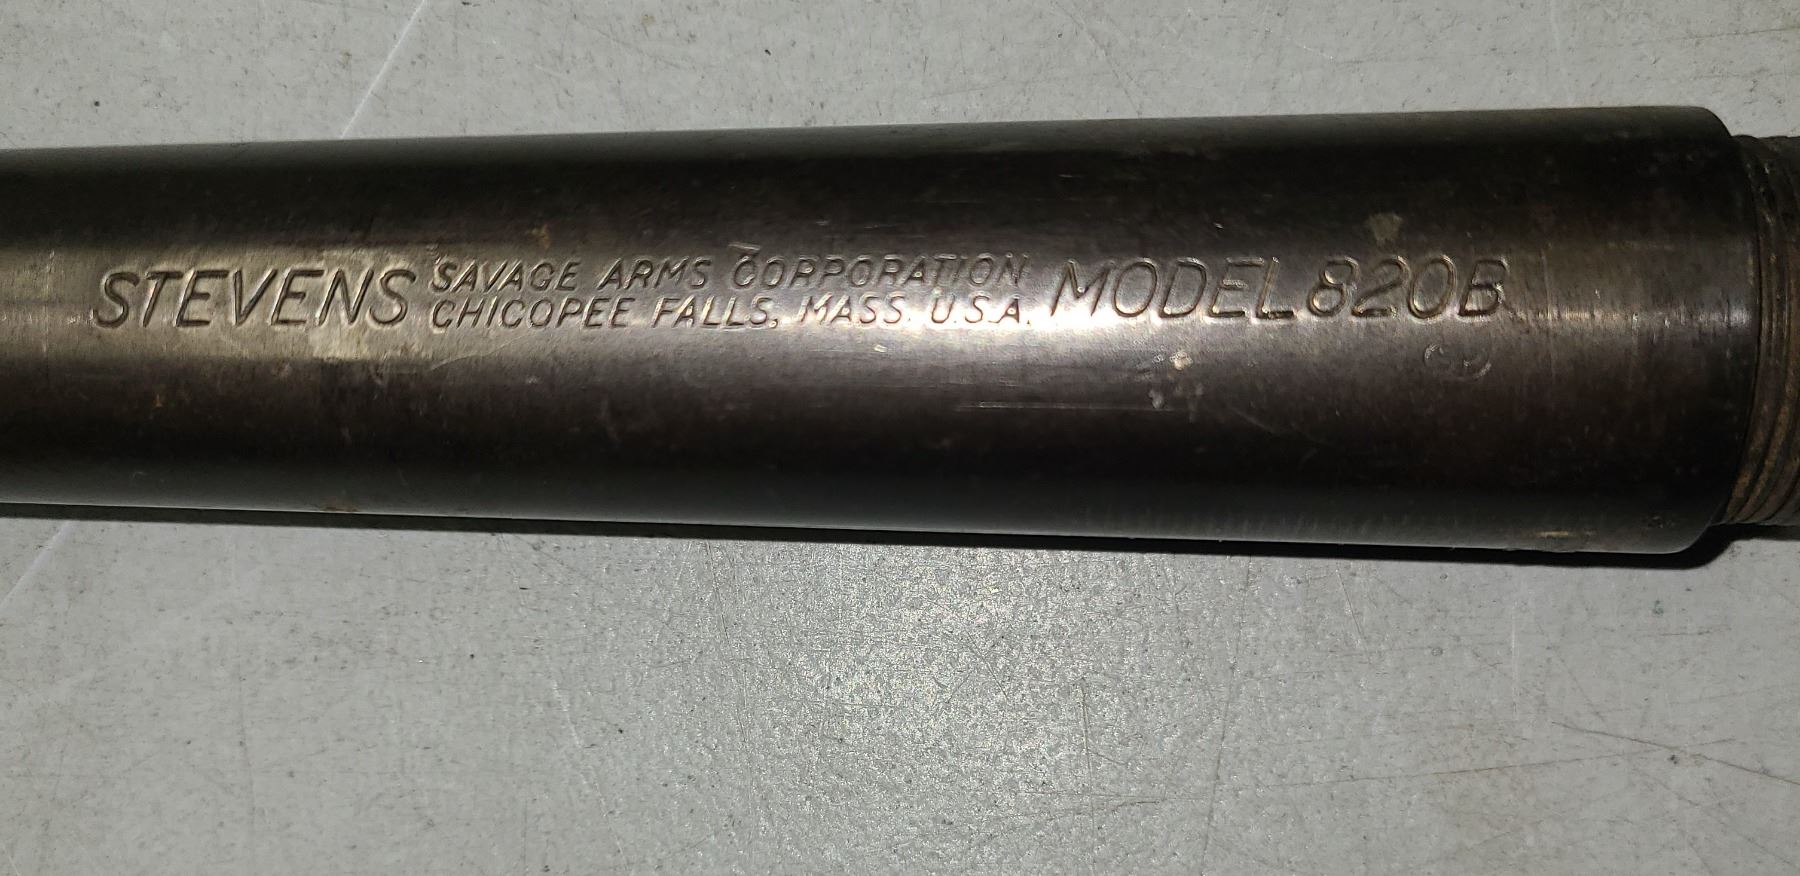 STEVENS SAVAGE ARMS CORPORATION
CHICOPEE FALLS, MASS. U.S.A. MODEL 820B